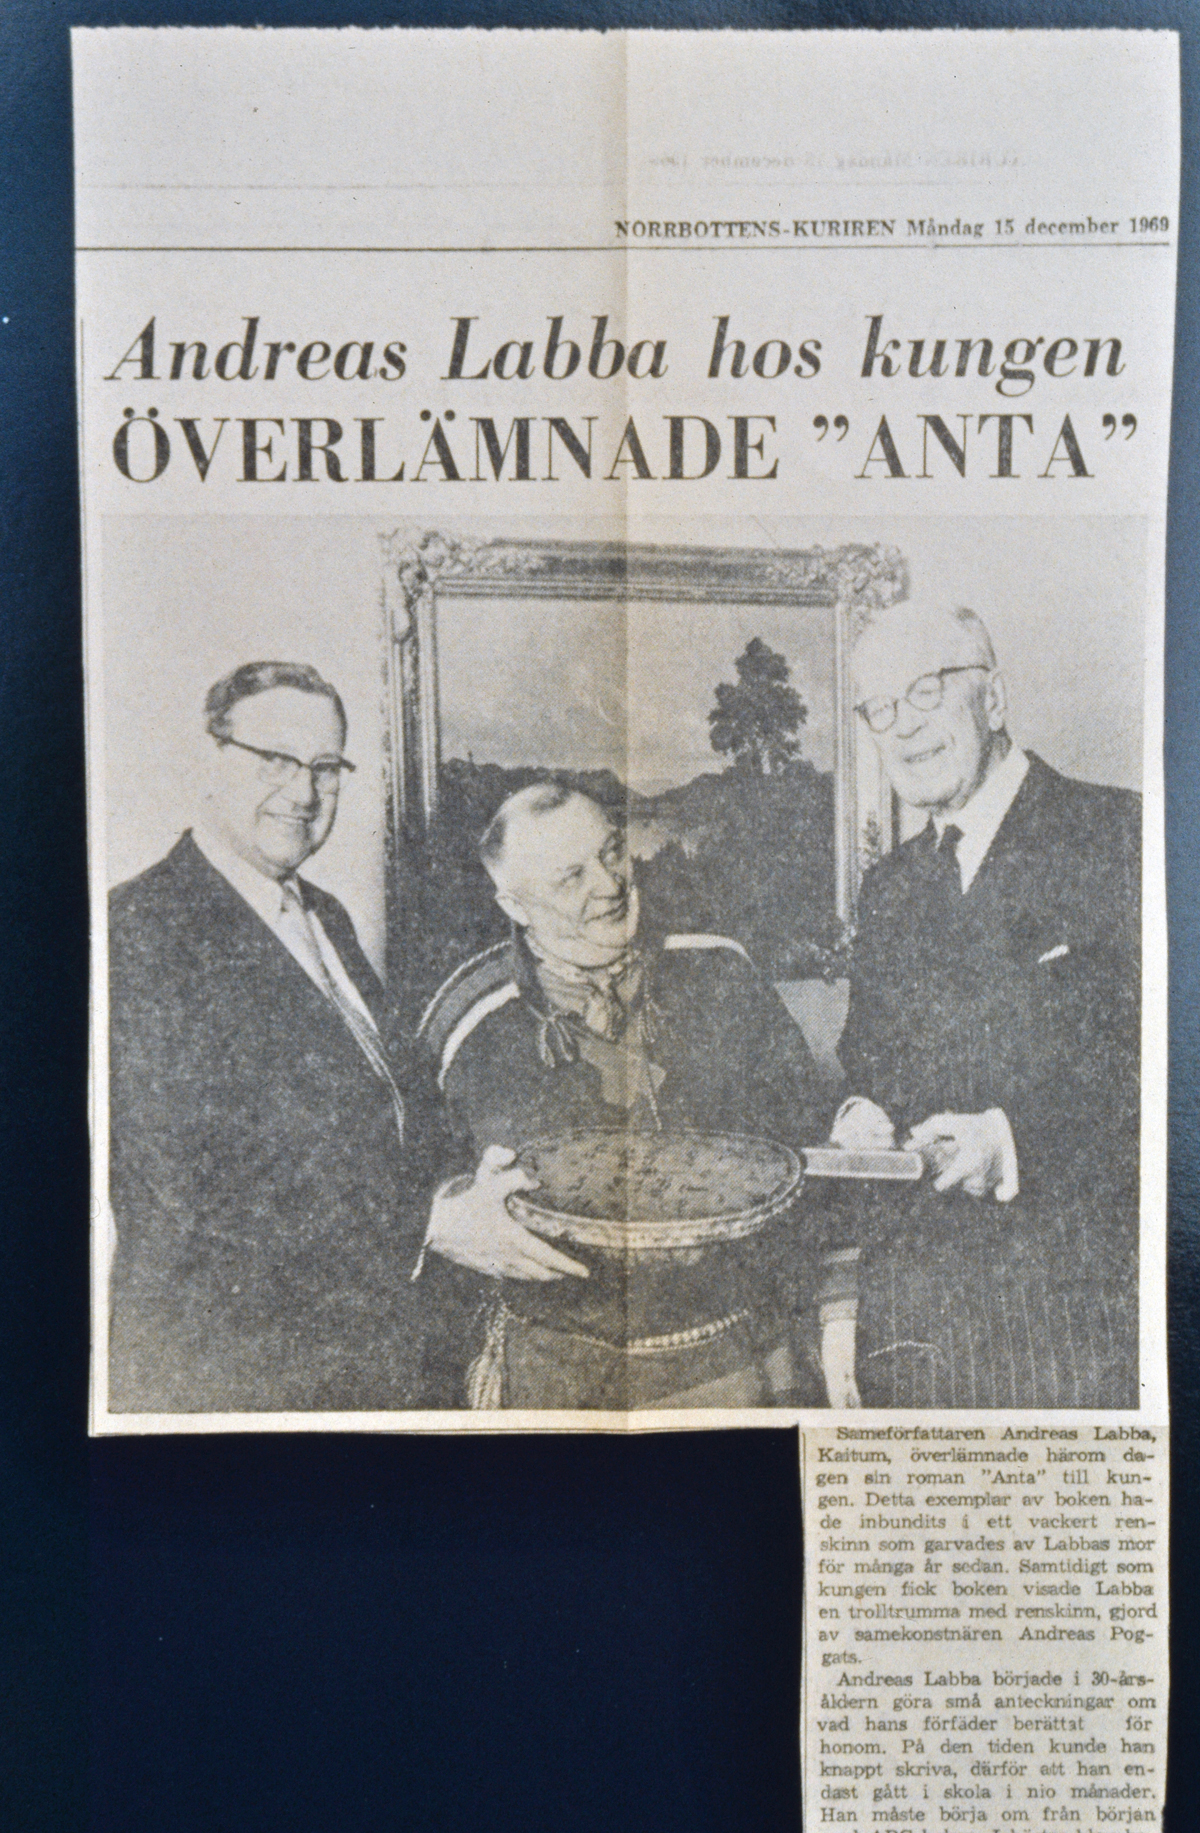 NORRBOTTENS-KURIREN Måndag 15 december 1969
Andreas Labba hos kungen
ÖVERLÄMNADE ”ANTA”
Sameförfattaren Andreas Labba,
Kaitum, överlämnade härom da-
gen sin roman ”Anta” till kun-
gen. Detta exemplar av boken ha-
de inbundits i ett vackert ren-
skinn som garvades av Labbas mor
för många år sedan. Samtidigt som
kungen fick boken visade Labba
en trolltrumma med renskinn, gjord
av samekonstnären Andreas Pog-
gats.
Andreas Labba började i 30-års-
åldern göra små anteckningar om
vad hans förfäder berättat för
honom. På den tiden kunde han
knappt skriva, därför att han en-
dast gått i skola i nio månader.
Han måste börja om från början